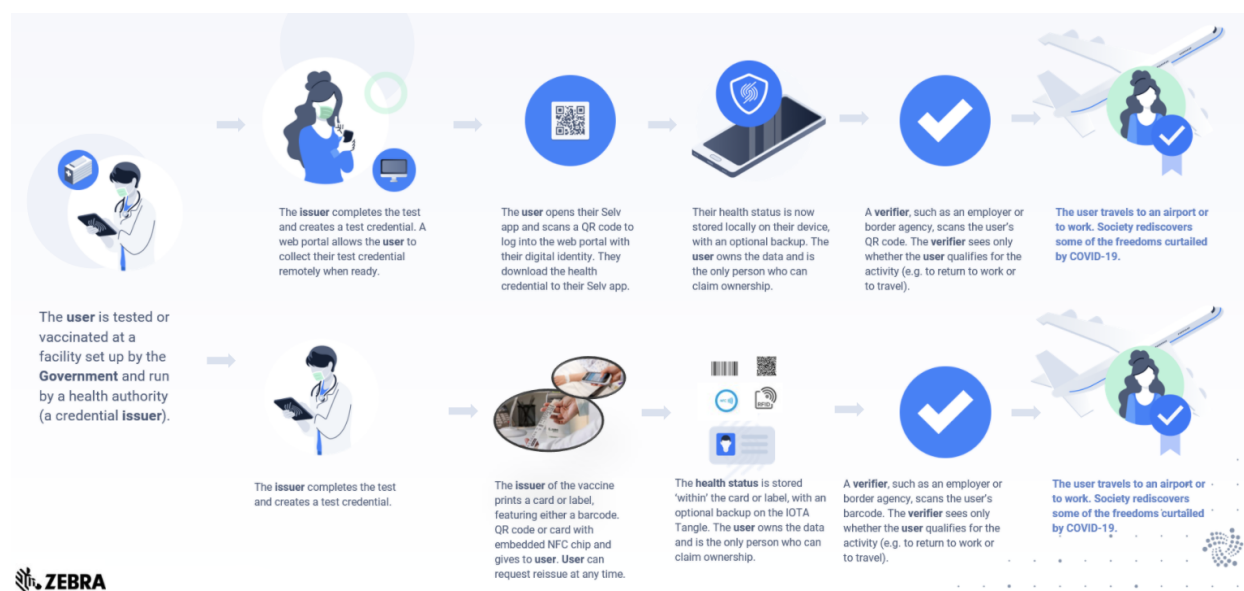 The user is tested or
vaccinated at a
facility set up by the
Government and run
by a health authority
(a credential issuer).
The issuer completes the test
and creates a test credential. A
web portal allows the user to
collect their test credential
remotely when ready.
The user opens their Selv
app and scans a QR code to
log into the web portal with
their digital identity. They
download the health
credential to their Selv app.
Their health status is now
stored locally on their device,
with an optional backup. The
user owns the data and is
the only person who can
claim ownership.
A verifier, such as an employer or
border agency, scans the user's
QR code. The verifier sees only
whether the user qualifies for the
activity (e.g. to return to work or
to travel).
The user travels to an airport or
to work. Society rediscovers
some of the freedoms curtailed
by COVID-19.
The issuer completes the test
and creates a test credential.
The issuer of the vaccine
prints a card or label,
featuring either a barcode.
QR code or card with
embedded NFC chip and
gives to user. User can
request reissue at any time.
RFID
The health status is stored
'within' the card or label, with an
optional backup on the IOTA
Tangle. The user owns the data
and is the only person who can
claim ownership.
A verifier, such as an employer or
border agency, scans the user's
barcode. The verifier sees only
whether the user qualifies for the
activity (e.g. to return to work or
to travel).
The user travels to an airport or
to work. Society rediscovers
some of the freedoms curtailed
by COVID-19.
ZEBRA